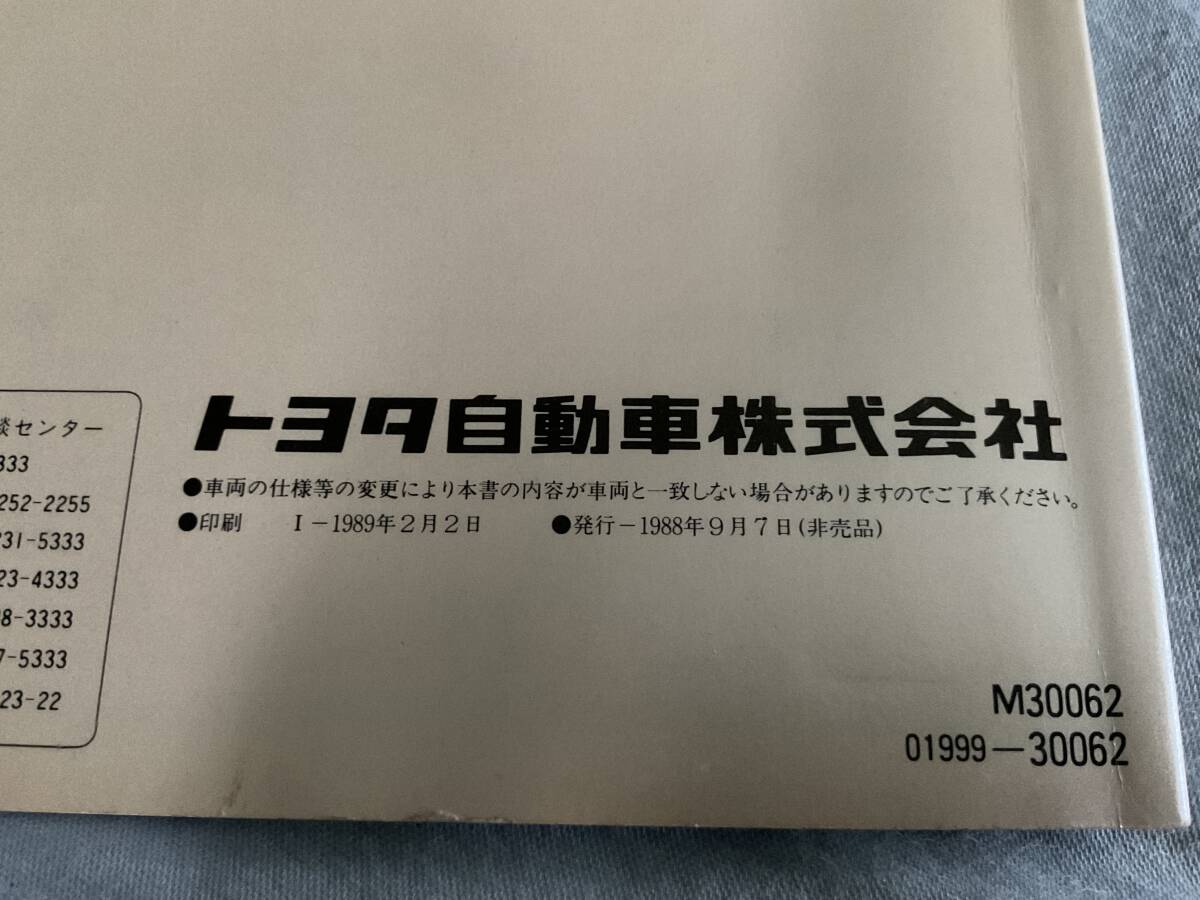 トヨタ自動車株式会社
●車両の仕様等の変更により本書の内容が車両と一致しない場合がありますのでご了承ください。
●印刷 I-1989年2月2日 ●発行-1988年9月7日(非売品)
談センター
333
252-2255
231-5333
23-4333
8-3333
7-5333
23-22
M30062
01999-30062